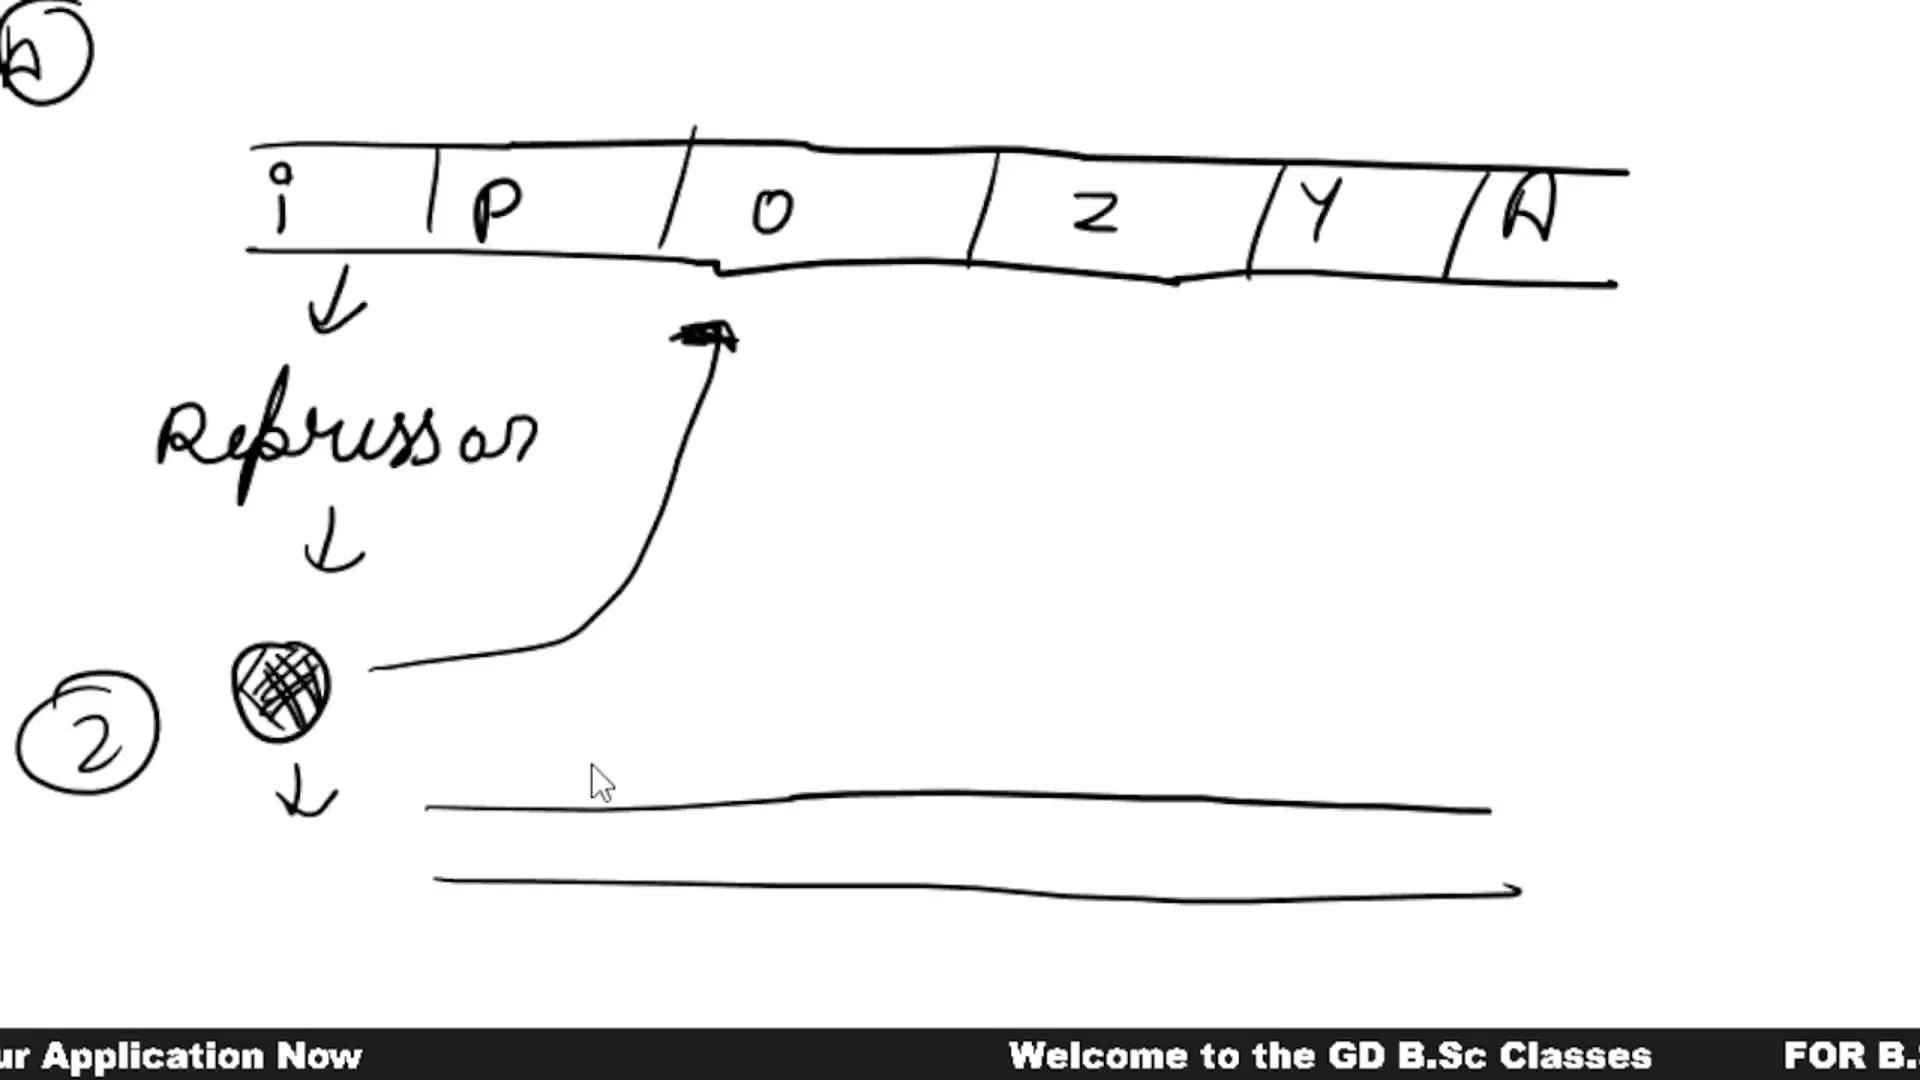 A
i P O Z Y A
Repressor
2
ur Application Now Welcome to the GD B.Sc Classes FOR B.S